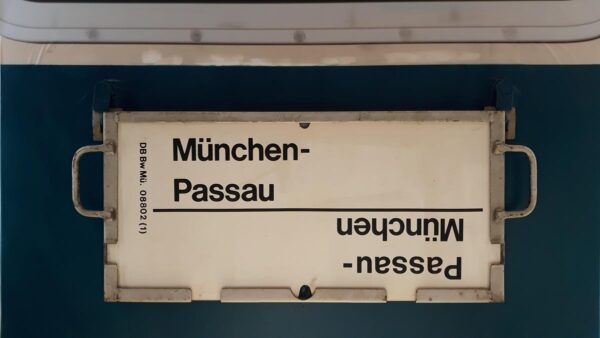 München-
Passau
DB Bw Mü. 08802 (1)
Passau-
München